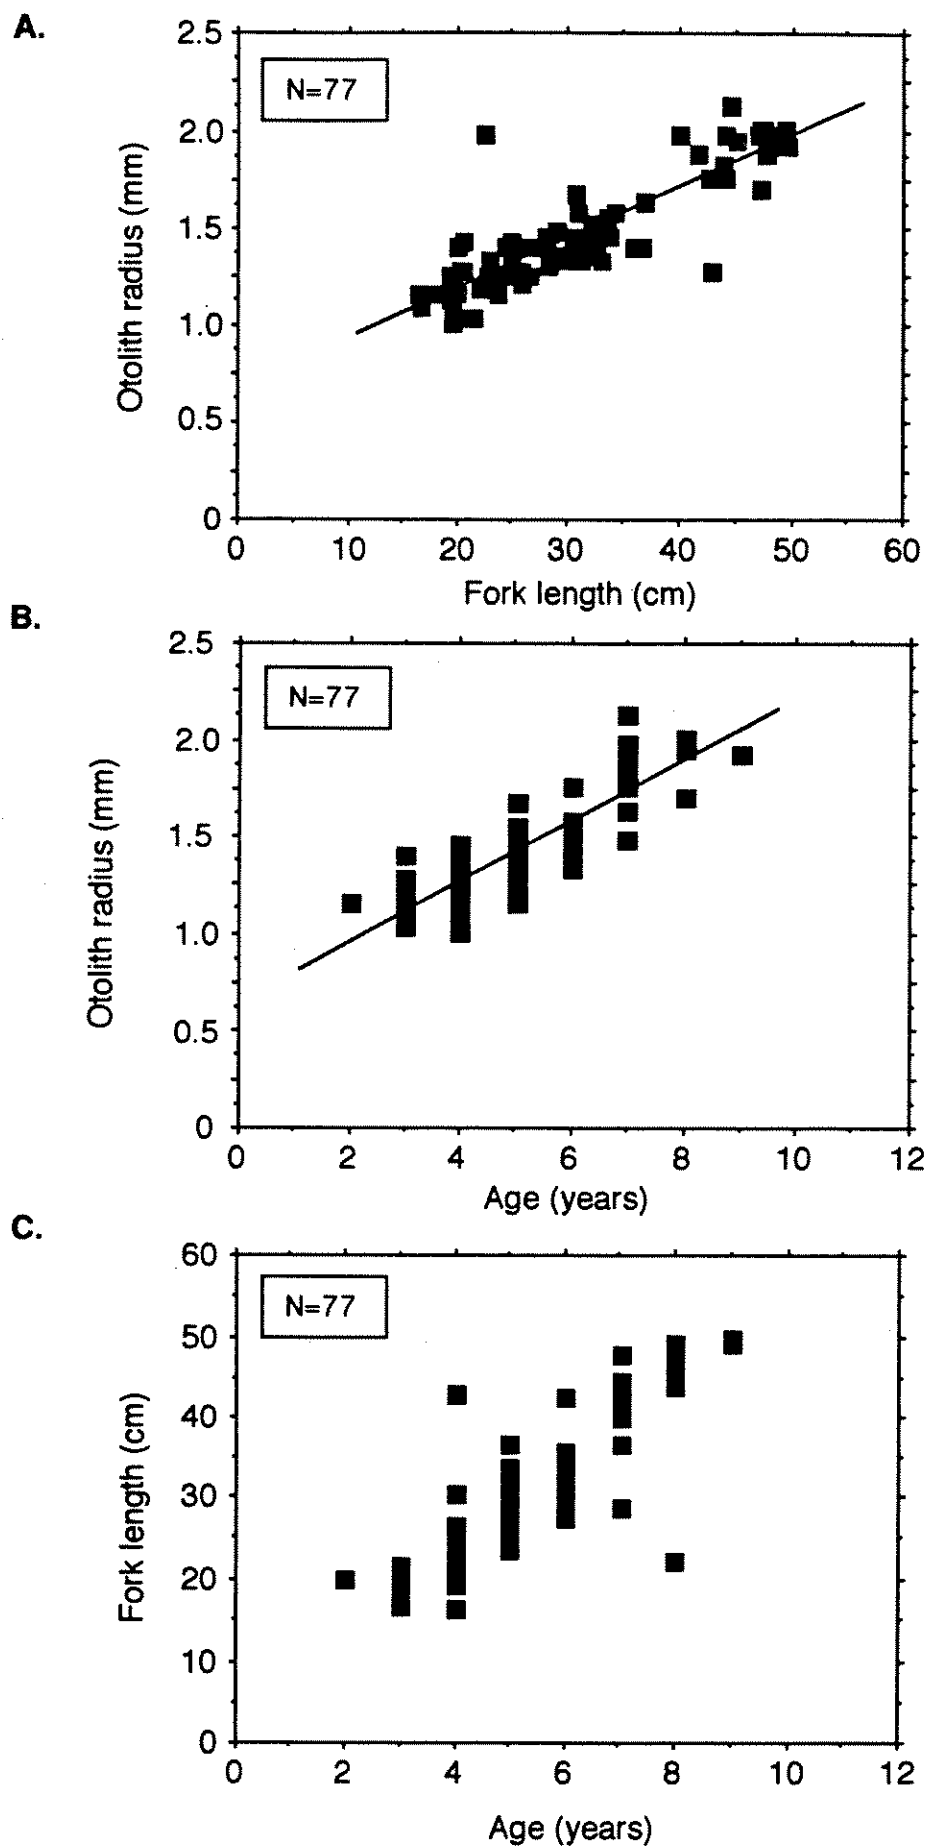 A.
2.5
N=77
2.0
1.5
1.0
0.5
0
Otolith radius (mm)
0 10 20 30 40 50 60
Fork length (cm)
B.
2.5
N=77
2.0
1.5
1.0
0.5
0
Otolith radius (mm)
0 2 4 6 8 10 12
Age (years)
C.
60
N=77
50
40
30
20
10
0
Fork length (cm)
0 2 4 6 8 10 12
Age (years)